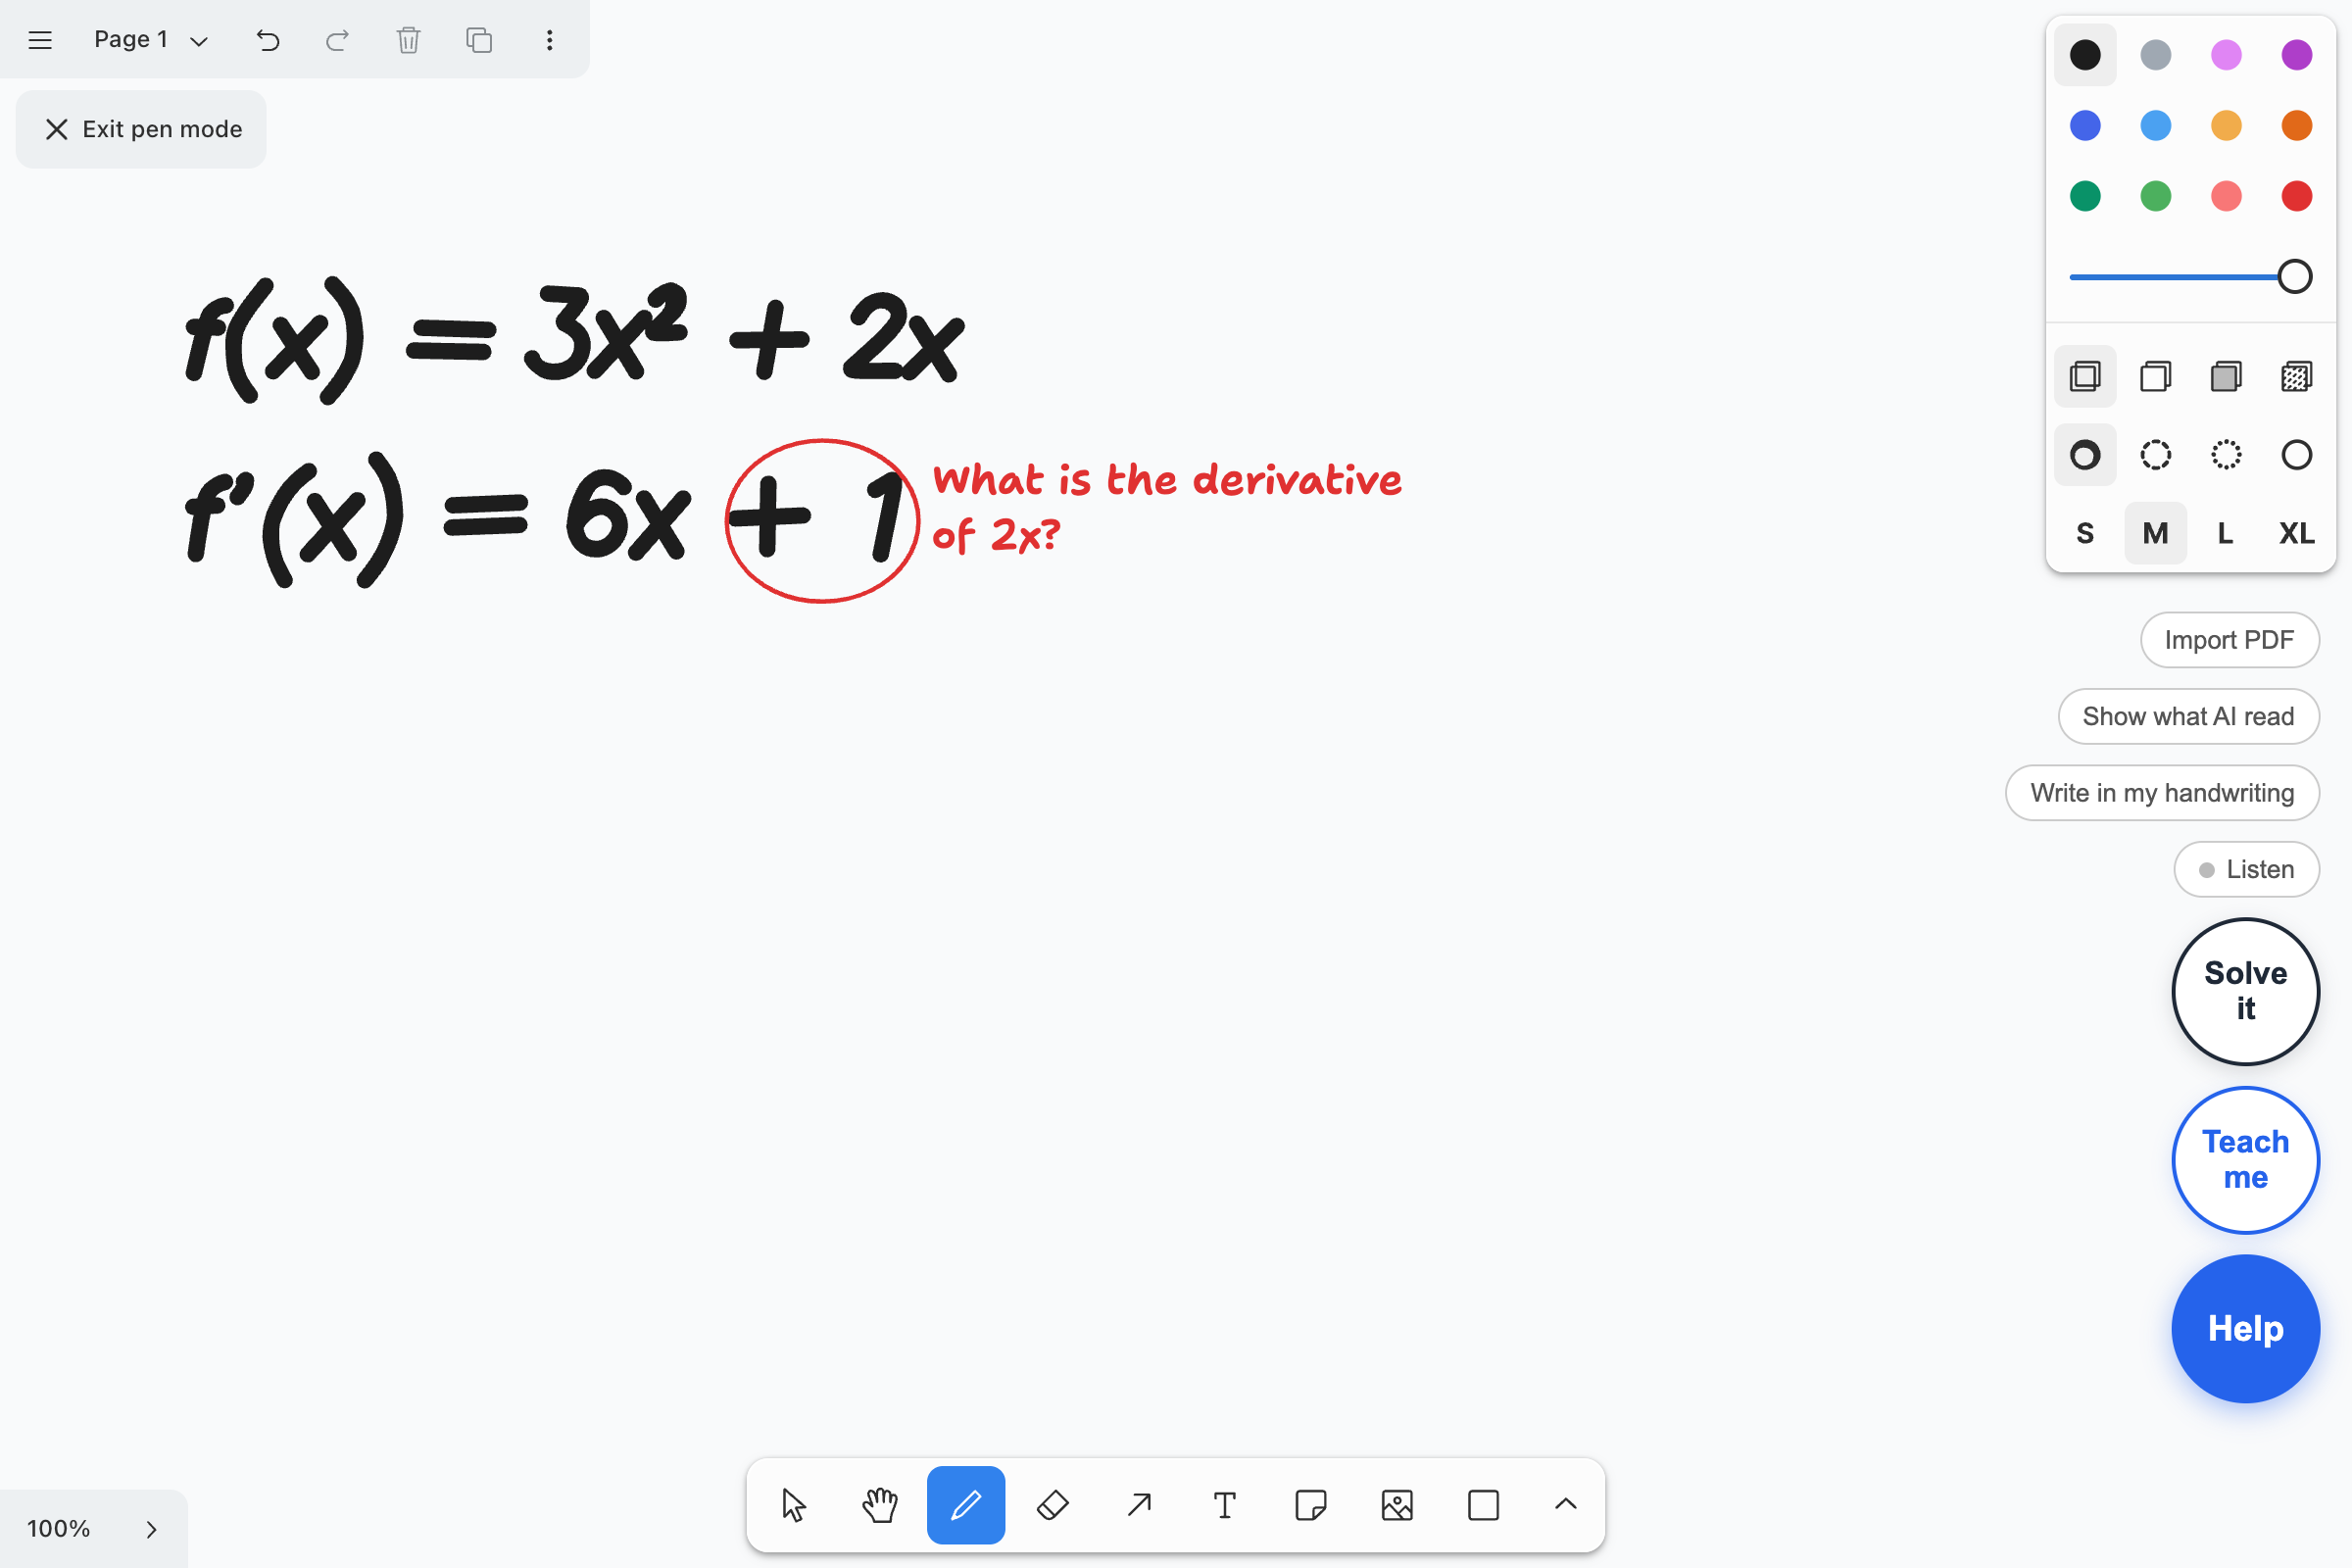 Page 1
Exit pen mode
f(x) = 3x² + 2x
f'(x) = 6x + 1
What is the derivative
of 2x?
S M L XL
Import PDF
Show what AI read
Write in my handwriting
Listen
Solve
it
Teach
me
Help
100%